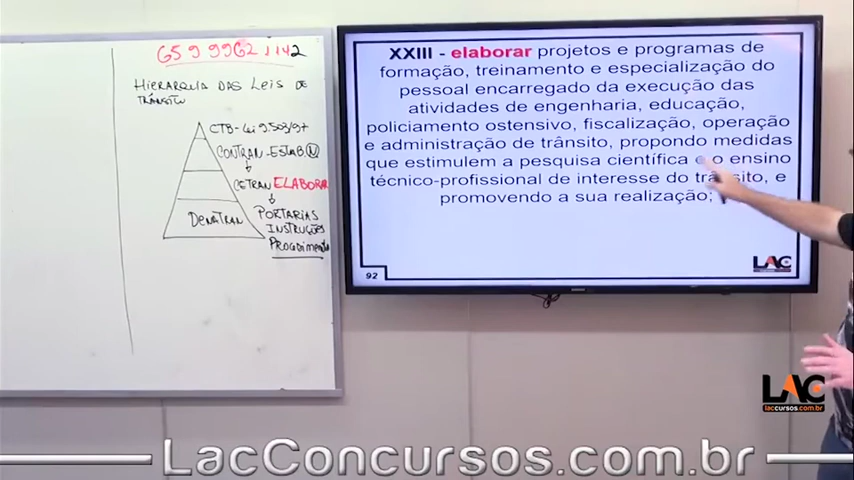 65 9 9962 1142
HIERARQUIA DAS LEIS DE
TRÂNSITO
CTB - Lei 9.503/97
CONTRAN - ESTAB. N
CETRAN ELABORAR
DENATRAN
PORTARIAS
INSTRUÇÕES
PROCEDIMENTO
XXIII - elaborar projetos e programas de
formação, treinamento e especialização do
pessoal encarregado da execução das
atividades de engenharia, educação,
policiamento ostensivo, fiscalização, operação
e administração de trânsito, propondo medidas
que estimulem a pesquisa científica e o ensino
técnico-profissional de interesse do trânsito, e
promovendo a sua realização;
92
LAC
SAMSUNG
LAC
laccursos.com.br
LacConcursos.com.br